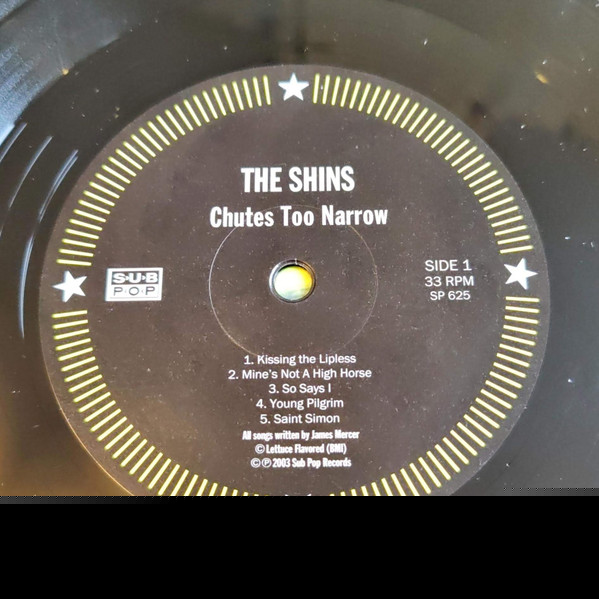 THE SHINS
Chutes Too Narrow
SUB
POP
SIDE 1
33 RPM
SP 625
1. Kissing the Lipless
2. Mine's Not A High Horse
3. So Says I
4. Young Pilgrim
5. Saint Simon
All songs written by James Mercer
© Lettuce Flavored (BMI)
©℗ 2003 Sub Pop Records